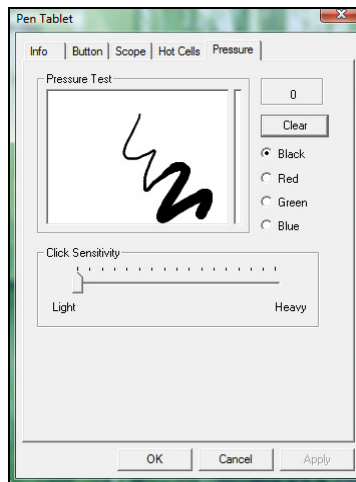 Pen Tablet
Info Button Scope Hot Cells Pressure
Pressure Test
0
Clear
Black
Red
Green
Blue
Click Sensitivity
Light Heavy
OK Cancel Apply